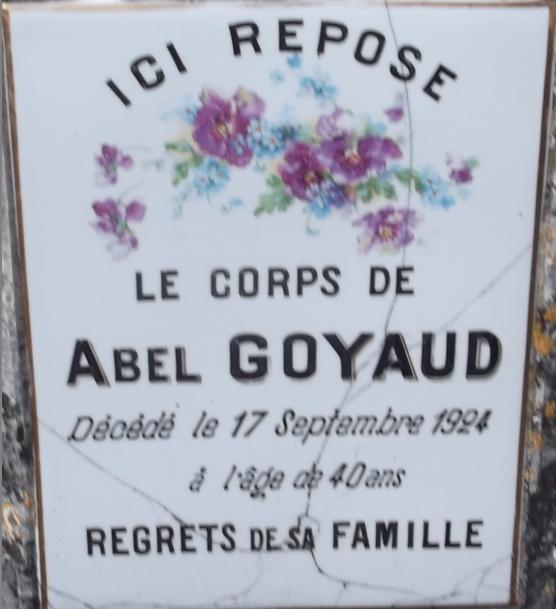 ICI REPOSE
LE CORPS DE
ABEL GOYAUD
Décédé le 17 Septembre 1924
à l'âge de 40 ans
REGRETS DE SA FAMILLE